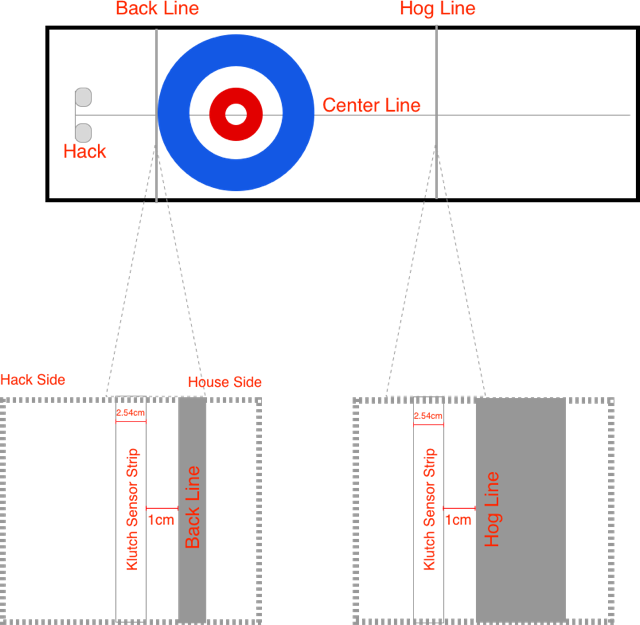 Back Line
Hog Line
Center Line
Hack
Hack Side
House Side
2.54cm
Klutch Sensor Strip
1cm
Back Line
2.54cm
Klutch Sensor Strip
1cm
Hog Line